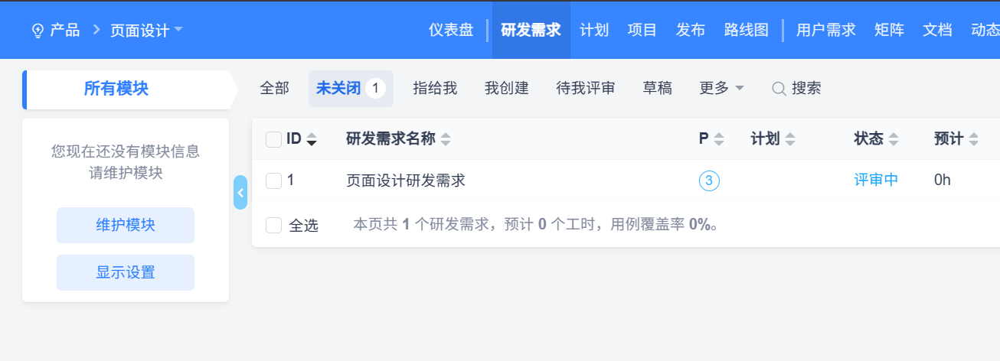 产品 页面设计 仪表盘 研发需求 计划 项目 发布 路线图 用户需求 矩阵 文档 动态
所有模块 全部 未关闭 1 指给我 我创建 待我评审 草稿 更多 搜索
您现在还没有模块信息
请维护模块
维护模块
显示设置
ID 研发需求名称 P 计划 状态 预计
1 页面设计研发需求 3 评审中 0h
全选 本页共 1 个研发需求，预计 0 个工时，用例覆盖率 0%。